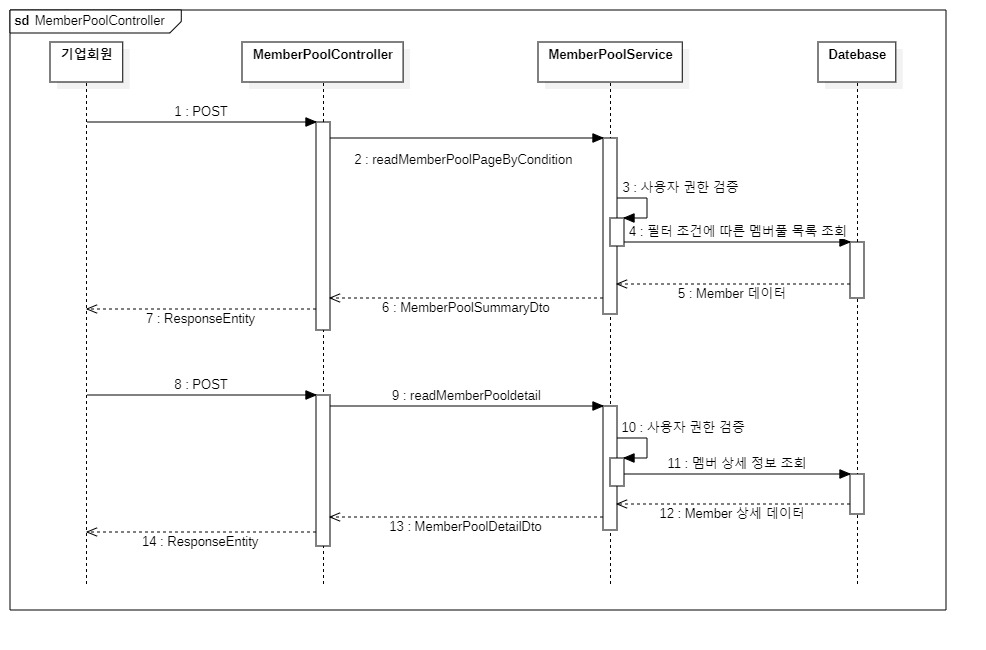 sd MemberPoolController
기업회원
MemberPoolController
MemberPoolService
Datebase
1 : POST
2 : readMemberPoolPageByCondition
3 : 사용자 권한 검증
4 : 필터 조건에 따른 멤버풀 목록 조회
5 : Member 데이터
6 : MemberPoolSummaryDto
7 : ResponseEntity
8 : POST
9 : readMemberPooldetail
10 : 사용자 권한 검증
11 : 멤버 상세 정보 조회
12 : Member 상세 데이터
13 : MemberPoolDetailDto
14 : ResponseEntity